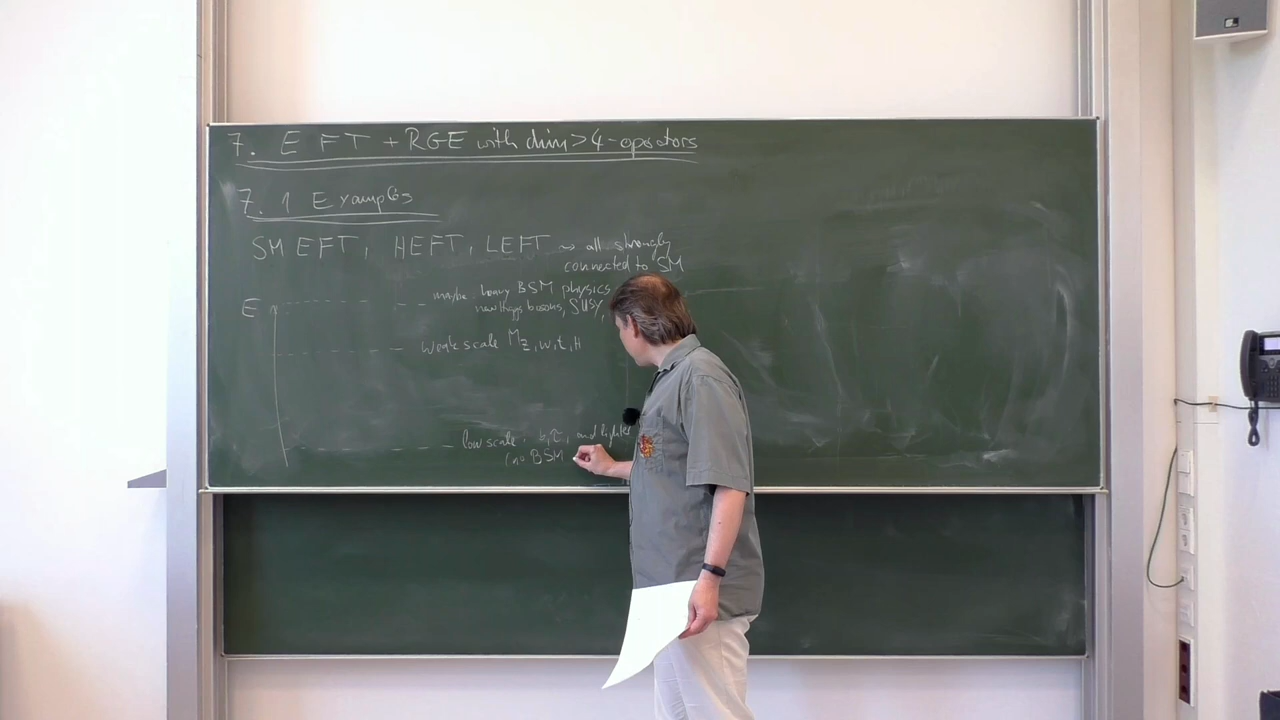 7. EFT + RGE with dim>4-operators
7.1 Examples
SMEFT, HEFT, LEFT → all strongly
connected to SM
maybe heavy BSM physics
new Higgs bosons, SUSY,
E
weak scale M_Z, W, t, H
low scale: b, τ, and lighter
(no BSM